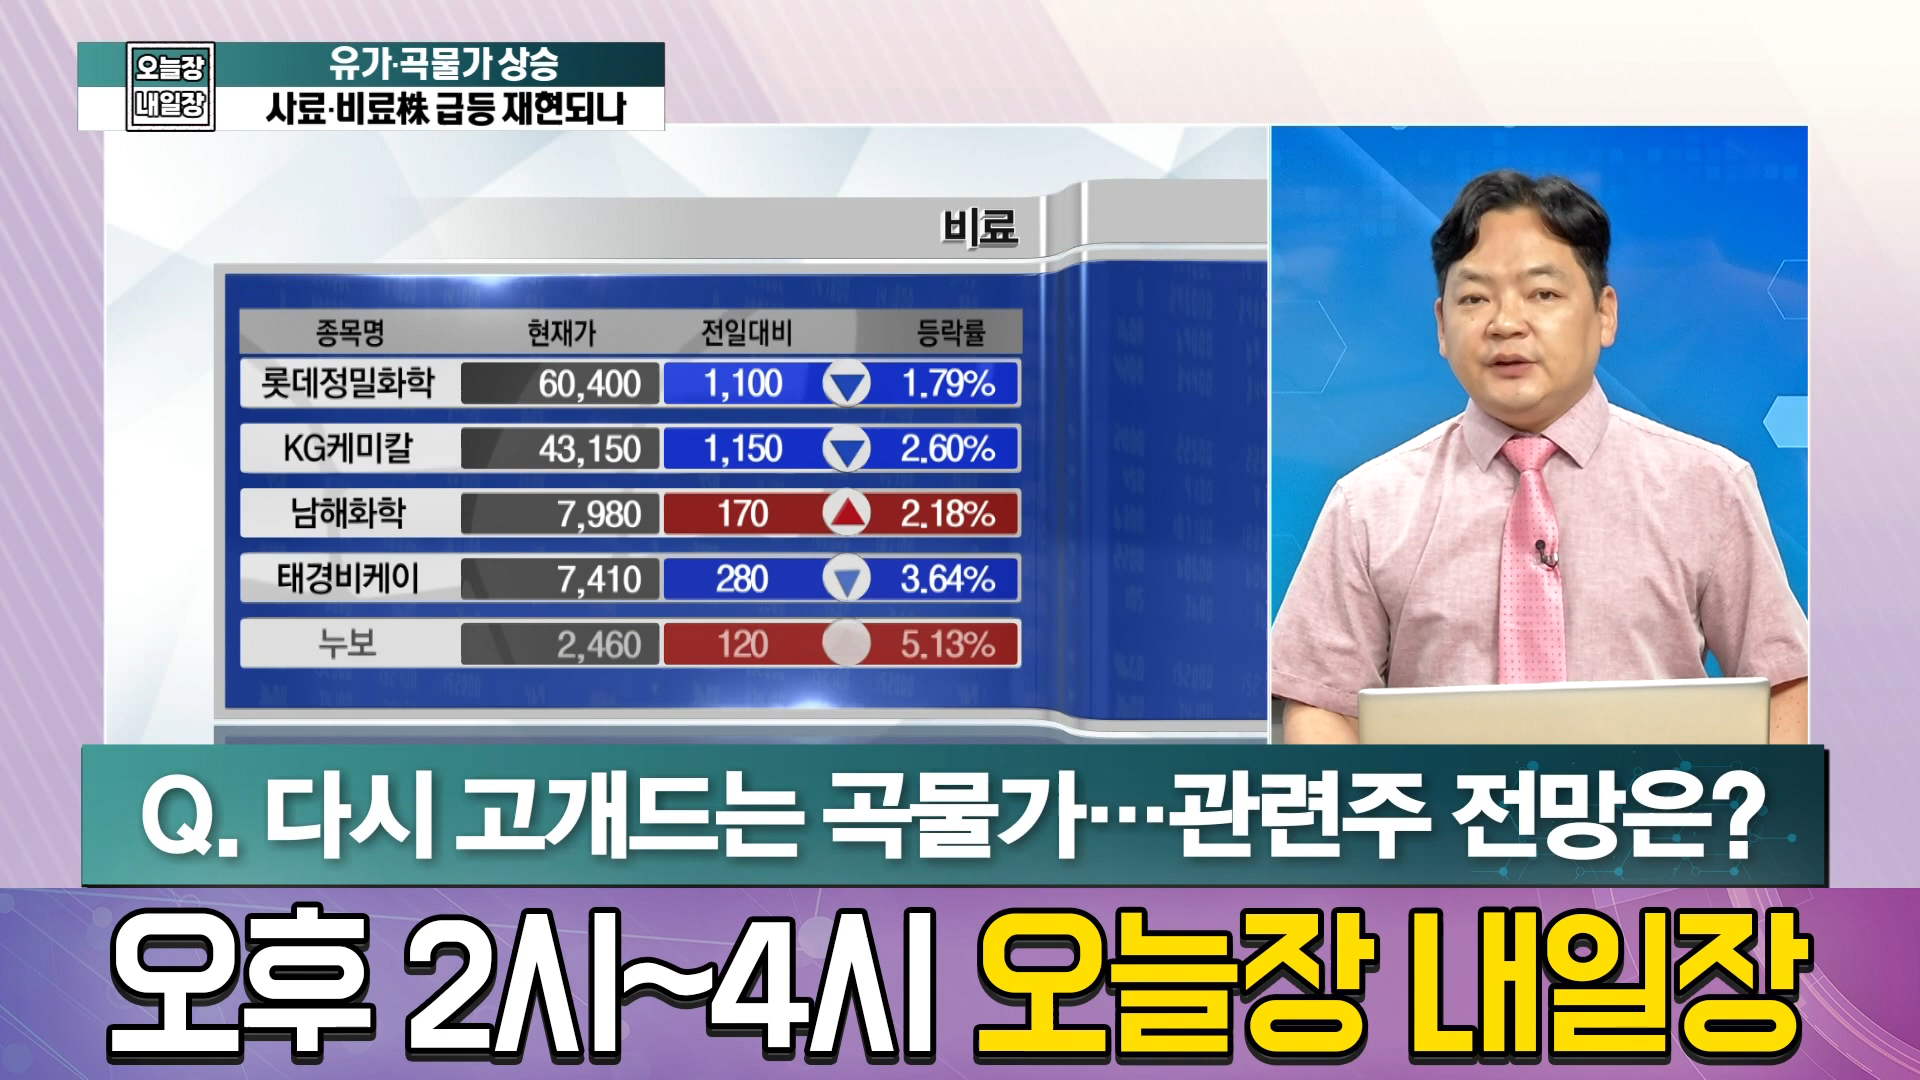 오늘장
내일장
유가·곡물가 상승
사료·비료株 급등 재현되나
비료
종목명 현재가 전일대비 등락률
롯데정밀화학 60,400 1,100 ▼ 1.79%
KG케미칼 43,150 1,150 ▼ 2.60%
남해화학 7,980 170 ▲ 2.18%
태경비케이 7,410 280 ▼ 3.64%
누보 2,460 120 5.13%
Q. 다시 고개드는 곡물가…관련주 전망은?
오후 2시~4시 오늘장 내일장